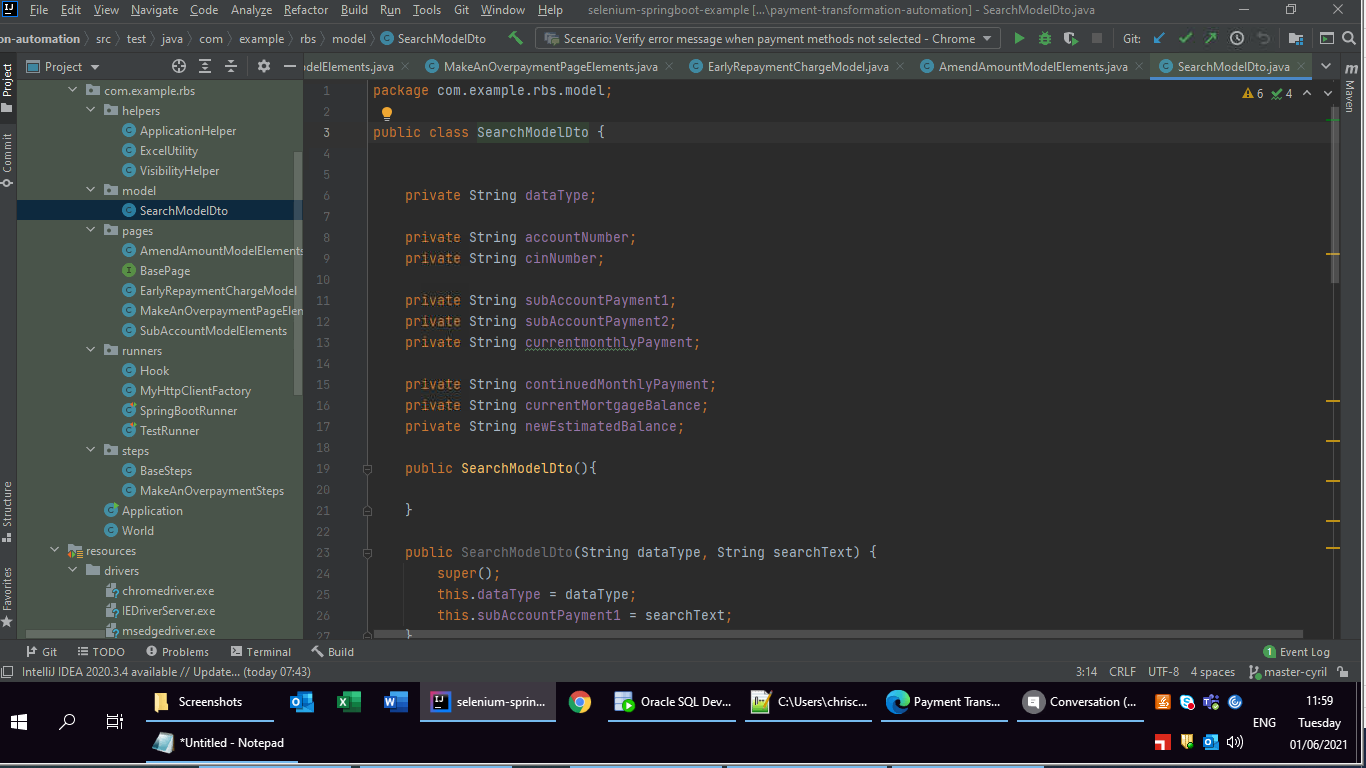 File Edit View Navigate Code Analyze Refactor Build Run Tools Git Window Help selenium-springboot-example [...\payment-transformation-automation] - SearchModelDto.java
on-automation src test java com example rbs model SearchModelDto Scenario: Verify error message when payment methods not selected - Chrome Git:
Project delElements.java MakeAnOverpaymentPageElements.java EarlyRepaymentChargeModel.java AmendAmountModelElements.java SearchModelDto.java
Project
Commit
Structure
Favorites
Maven
com.example.rbs
helpers
ApplicationHelper
ExcelUtility
VisibilityHelper
model
SearchModelDto
pages
AmendAmountModelElements
BasePage
EarlyRepaymentChargeModel
MakeAnOverpaymentPageElen
SubAccountModelElements
runners
Hook
MyHttpClientFactory
SpringBootRunner
TestRunner
steps
BaseSteps
MakeAnOverpaymentSteps
Application
World
resources
drivers
chromedriver.exe
IEDriverServer.exe
msedgedriver.exe
6 4
1 package com.example.rbs.model;
2
3 public class SearchModelDto {
4
5
6 private String dataType;
7
8 private String accountNumber;
9 private String cinNumber;
10
11 private String subAccountPayment1;
12 private String subAccountPayment2;
13 private String currentmonthlyPayment;
14
15 private String continuedMonthlyPayment;
16 private String currentMortgageBalance;
17 private String newEstimatedBalance;
18
19 public SearchModelDto(){
20
21 }
22
23 public SearchModelDto(String dataType, String searchText) {
24 super();
25 this.dataType = dataType;
26 this.subAccountPayment1 = searchText;
27 }
Git TODO Problems Terminal Build 1 Event Log
IntelliJ IDEA 2020.3.4 available // Update... (today 07:43) 3:14 CRLF UTF-8 4 spaces master-cyril
Screenshots selenium-sprin... Oracle SQL Dev... C:\Users\chrisc... Payment Trans... Conversation (... 
*Untitled - Notepad
ENG
11:59
Tuesday
01/06/2021